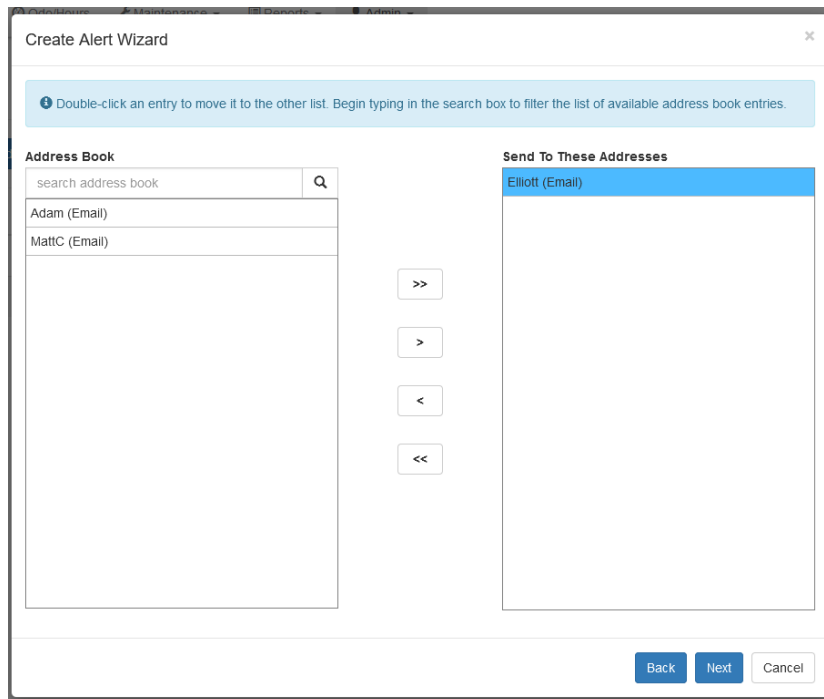 Odo/Hours Maintenance Reports Admin
Create Alert Wizard ×
Double-click an entry to move it to the other list. Begin typing in the search box to filter the list of available address book entries.
Address Book
search address book
Adam (Email)
MattC (Email)
>>
>
<
<<
Send To These Addresses
Elliott (Email)
Back Next Cancel